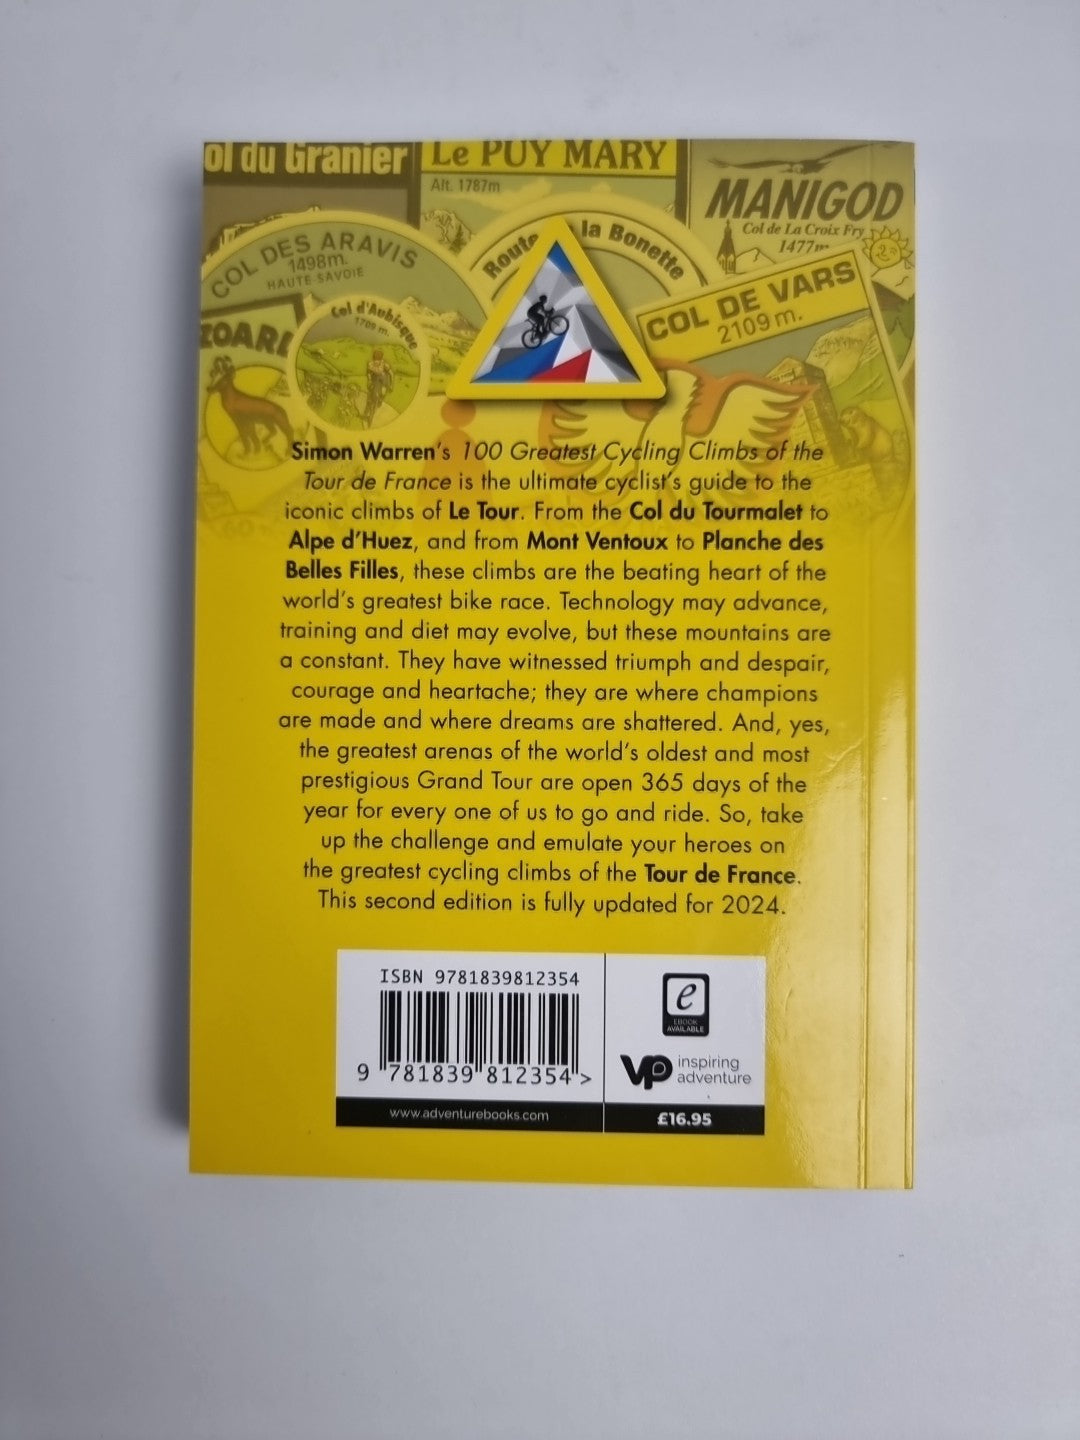 ol du Granier
Le PUY MARY
Alt. 1787m
MANIGOD
Col de La Croix Fry
1477m
COL DES ARAVIS
1498m.
HAUTE-SAVOIE
Route la Bonette
COL DE VARS
2109 m.
ZOARD
Col d'Aubisque
1709 m.
Simon Warren's 100 Greatest Cycling Climbs of the
Tour de France is the ultimate cyclist's guide to the
iconic climbs of Le Tour. From the Col du Tourmalet to
Alpe d'Huez, and from Mont Ventoux to Planche des
Belles Filles, these climbs are the beating heart of the
world's greatest bike race. Technology may advance,
training and diet may evolve, but these mountains are
a constant. They have witnessed triumph and despair,
courage and heartache; they are where champions
are made and where dreams are shattered. And, yes,
the greatest arenas of the world's oldest and most
prestigious Grand Tour are open 365 days of the
year for every one of us to go and ride. So, take
up the challenge and emulate your heroes on
the greatest cycling climbs of the Tour de France.
This second edition is fully updated for 2024.
ISBN 9781839812354
9 781839 812354 >
www.adventurebooks.com
e
EBOOK
AVAILABLE
VP inspiring
adventure
£16.95